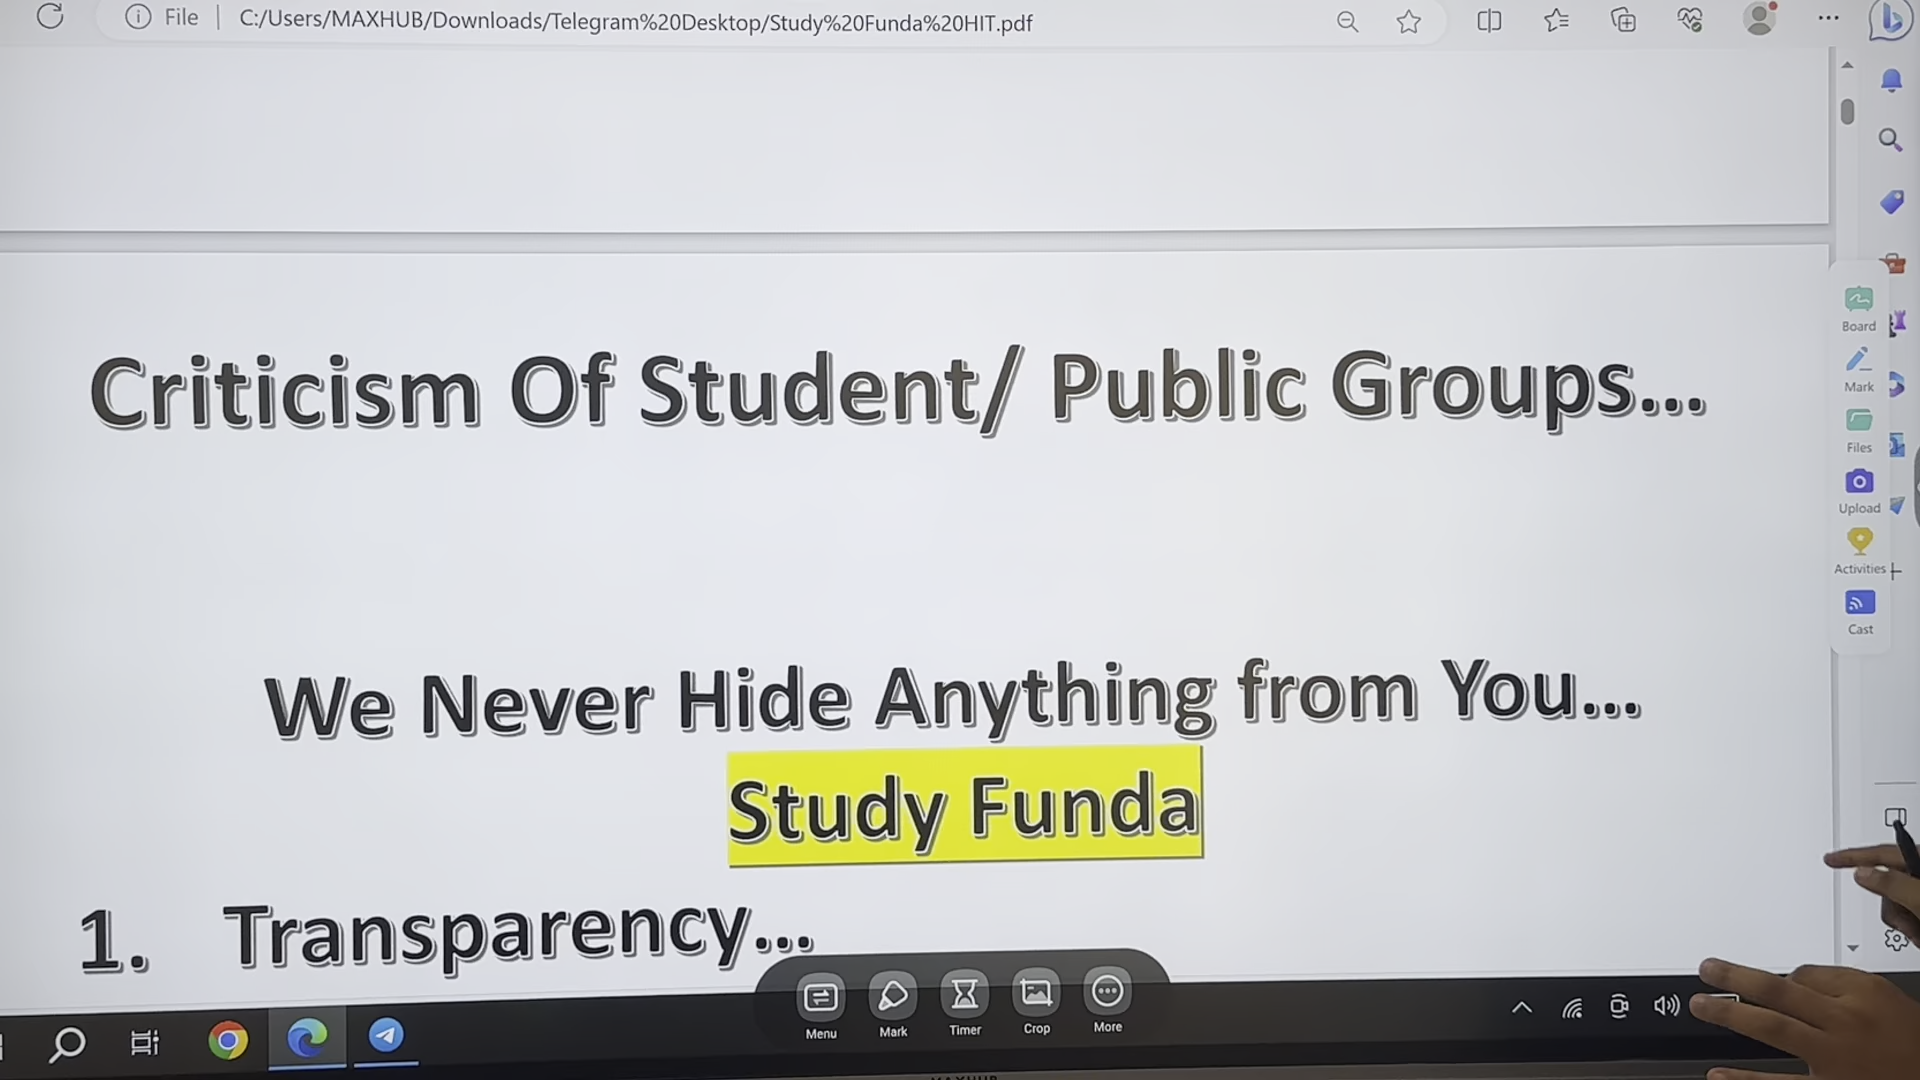 File
C:/Users/MAXHUB/Downloads/Telegram%20Desktop/Study%20Funda%20HIT.pdf
Criticism Of Student/ Public Groups...
We Never Hide Anything from You...
Study Funda
1. Transparency...
Board
Mark
Files
Upload
Activities
Cast
Menu
Mark
Timer
Crop
More